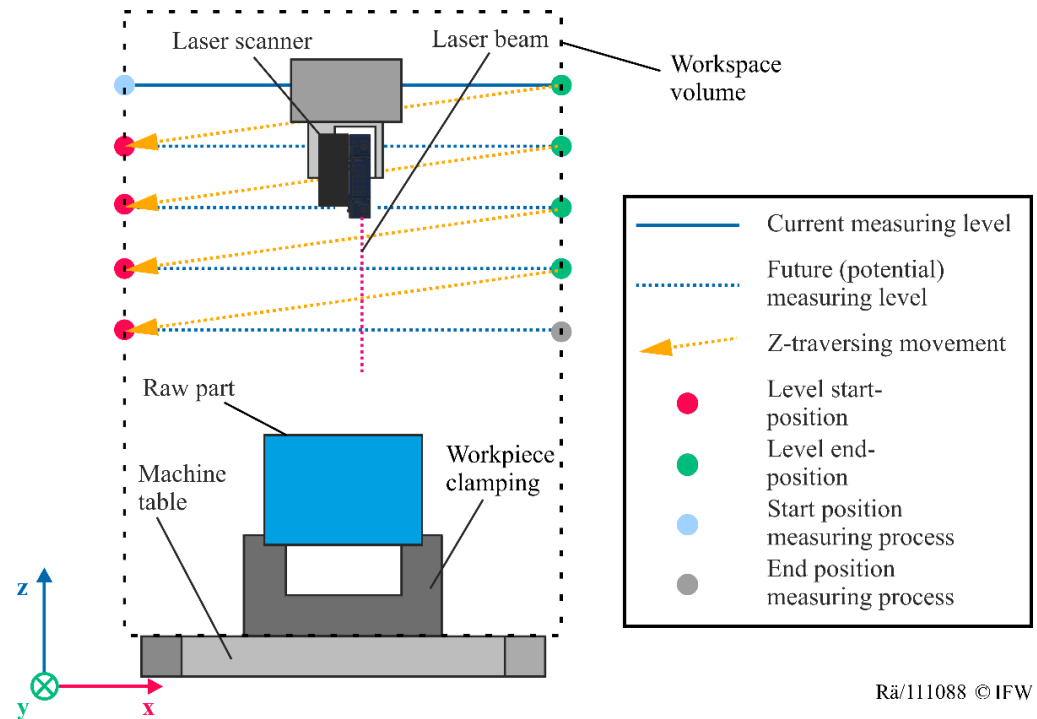 Laser scanner
Laser beam
Workspace
volume
Raw part
Machine
table
Workpiece
clamping
z
y
x
Current measuring level
Future (potential)
measuring level
Z-traversing movement
Level start-
position
Level end-
position
Start position
measuring process
End position
measuring process
Rä/111088 © IFW